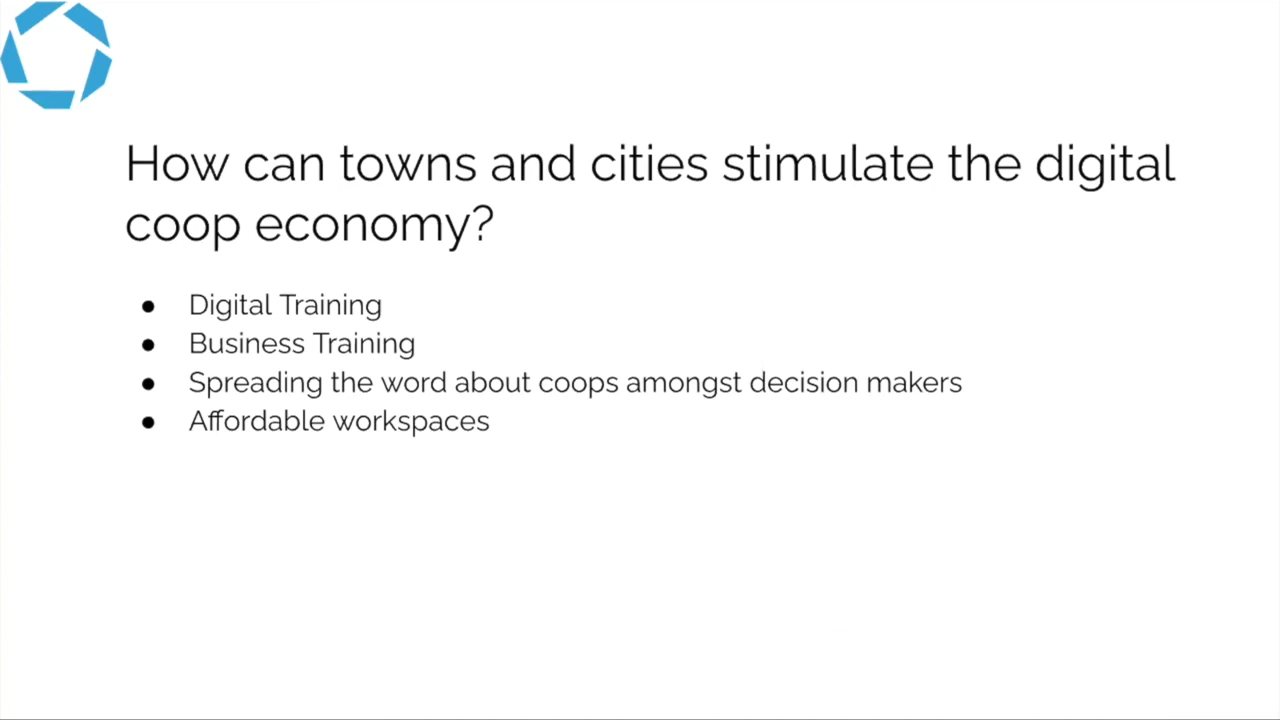 How can towns and cities stimulate the digital
coop economy?
● Digital Training
● Business Training
● Spreading the word about coops amongst decision makers
● Affordable workspaces